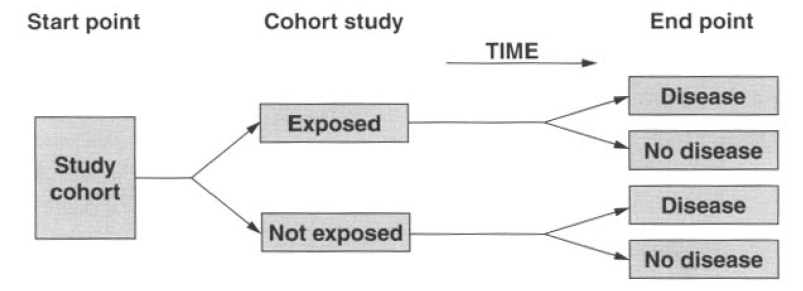 Start point
Cohort study
End point
TIME
Study
cohort
Exposed
Not exposed
Disease
No disease
Disease
No disease